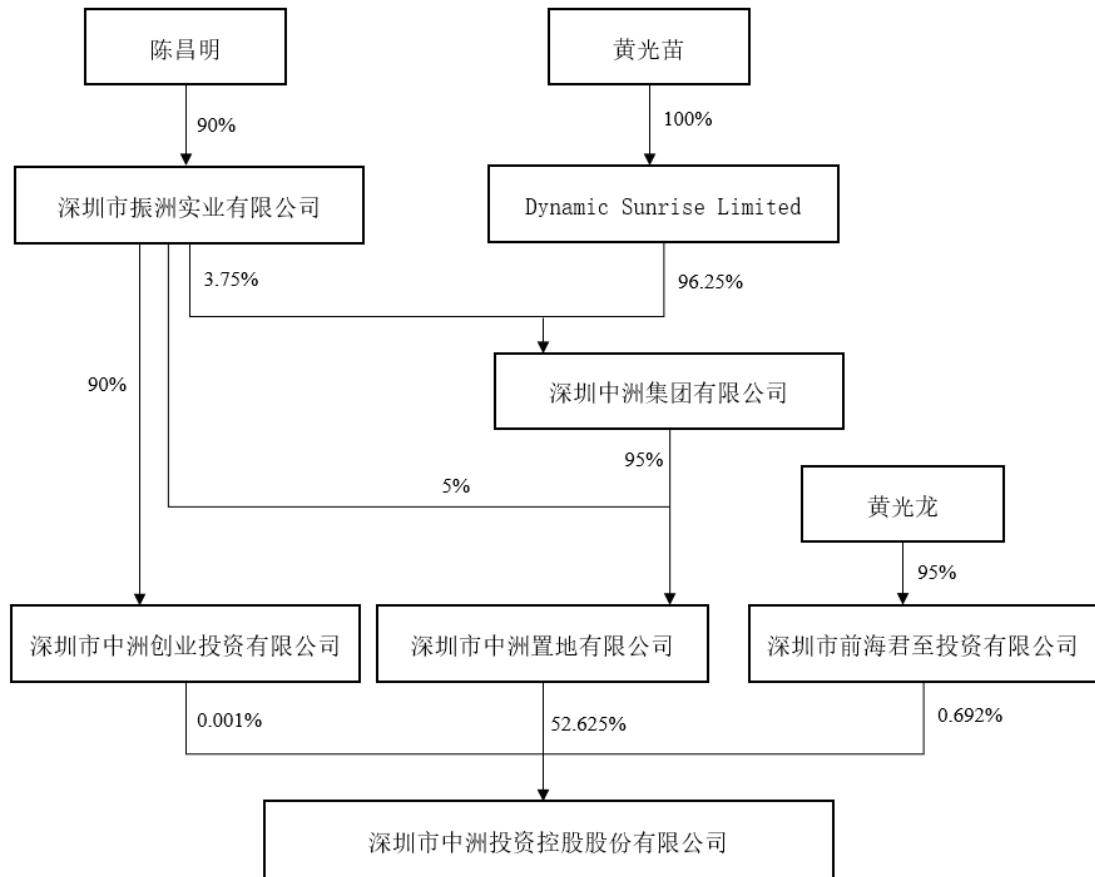 陈昌明
黄光苗
90%
100%
深圳市振洲实业有限公司
Dynamic Sunrise Limited
3.75%
96.25%
90%
深圳中洲集团有限公司
95%
5%
黄光龙
95%
深圳市中洲创业投资有限公司
深圳市中洲置地有限公司
深圳市前海君至投资有限公司
0.001%
52.625%
0.692%
深圳市中洲投资控股股份有限公司